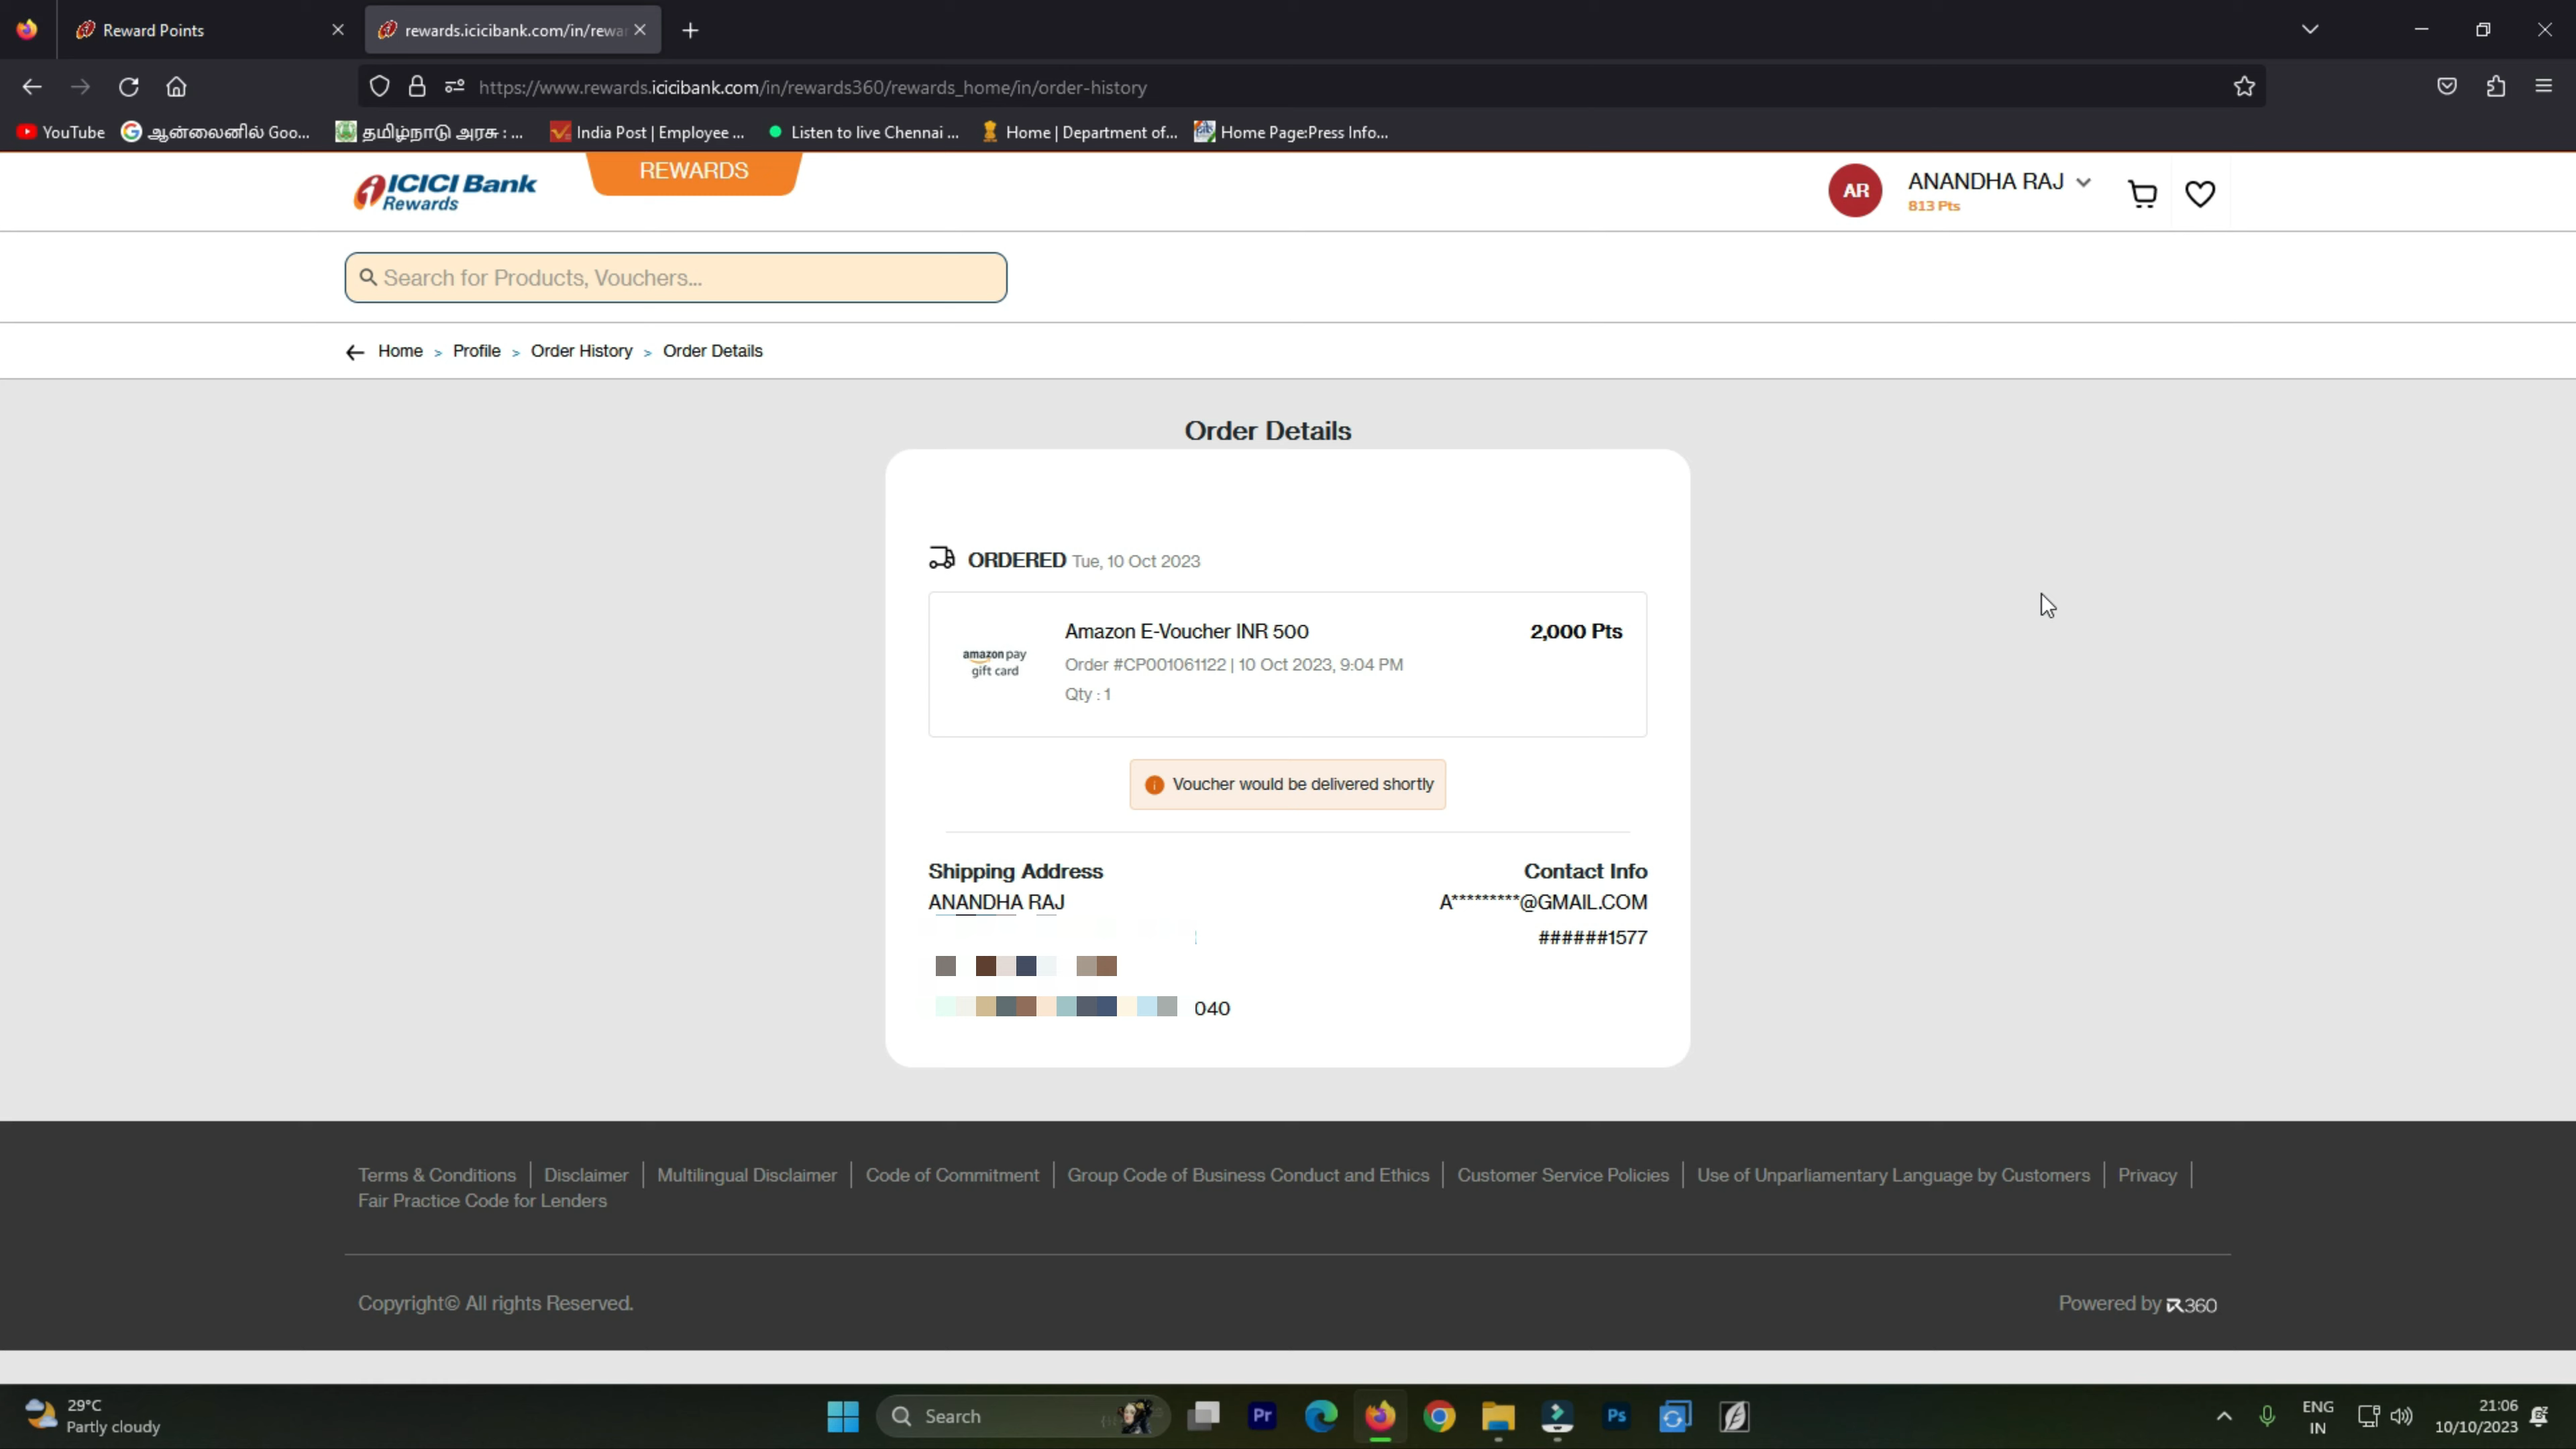 Reward Points
rewards.icicibank.com/in/rewa
https://www.rewards.icicibank.com/in/rewards360/rewards_home/in/order-history
YouTube ஆன்லைனில் Goo... தமிழ்நாடு அரசு : ... India Post | Employee ... Listen to live Chennai ... Home | Department of... Home Page:Press Info...
ICICI Bank
Rewards
REWARDS
AR
ANANDHA RAJ
813 Pts
Search for Products, Vouchers...
Home > Profile > Order History > Order Details
Order Details
ORDERED Tue, 10 Oct 2023
amazon pay
gift card
Amazon E-Voucher INR 500 2,000 Pts
Order #CP001061122 | 10 Oct 2023, 9:04 PM
Qty : 1
Voucher would be delivered shortly
Shipping Address Contact Info
ANANDHA RAJ A*********@GMAIL.COM
######1577
040
Terms & Conditions | Disclaimer | Multilingual Disclaimer | Code of Commitment | Group Code of Business Conduct and Ethics | Customer Service Policies | Use of Unparliamentary Language by Customers | Privacy |
Fair Practice Code for Lenders
Copyright© All rights Reserved. Powered by R360
29°C
Partly cloudy
Search
Pr
Ps
ENG
IN
21:06
10/10/2023